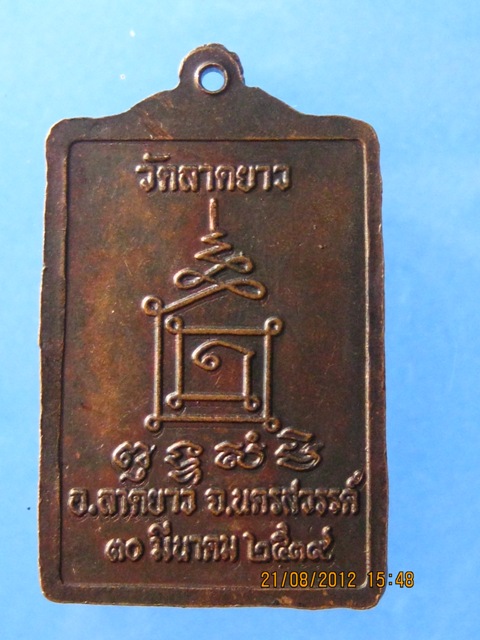 วัดลาดยาว
อ.ลาดยาว จ.นครสวรรค์
๓๐ มีนาคม ๒๕๓๙
21/08/2012 15:48